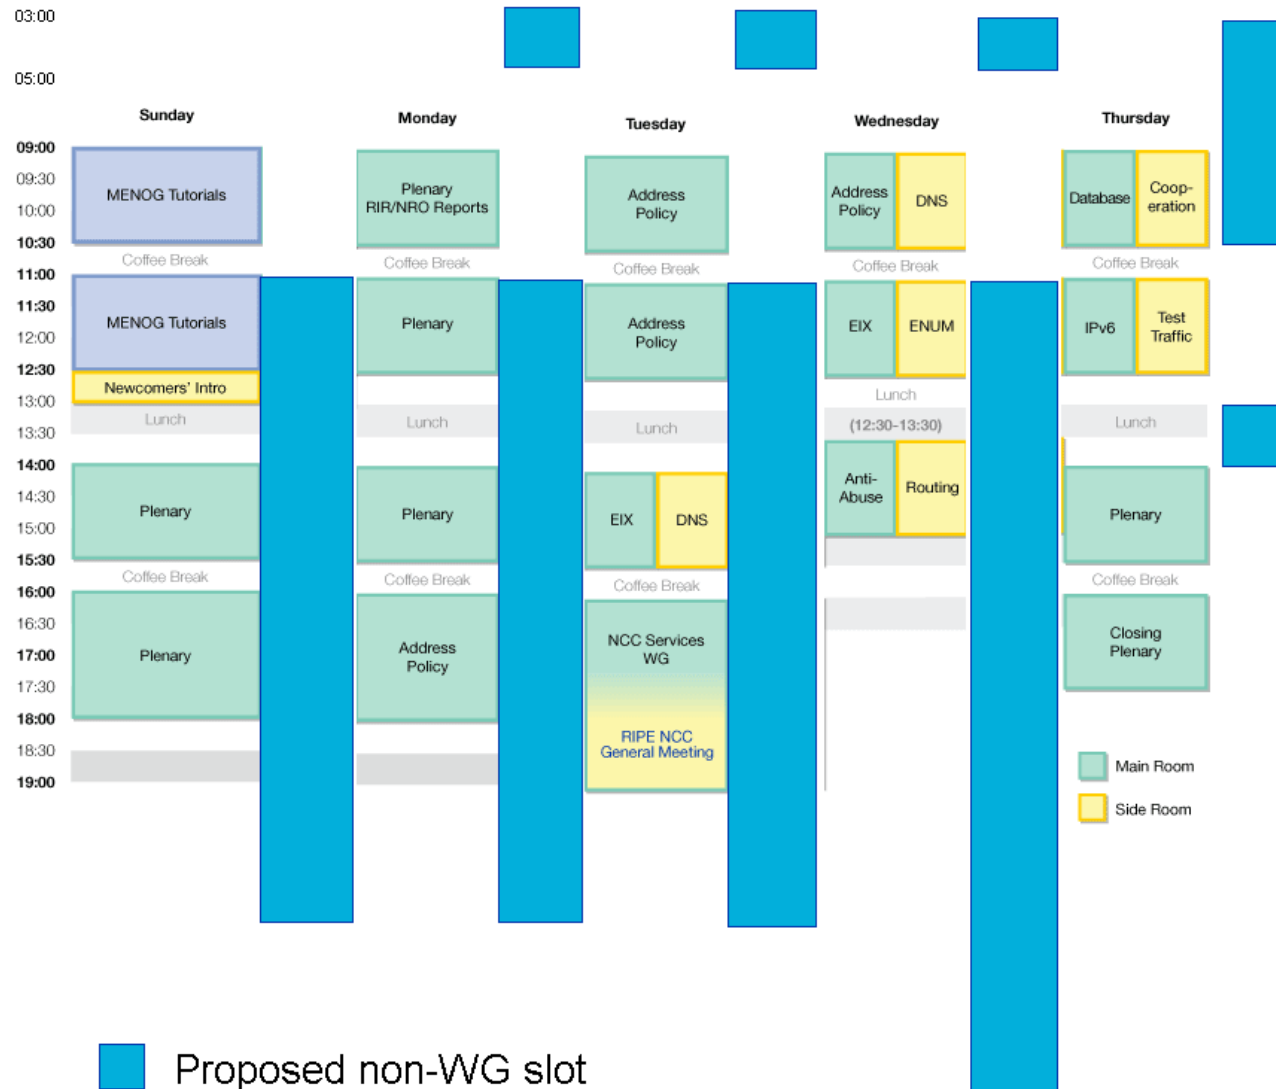 03:00
05:00
Sunday
Monday
Tuesday
Wednesday
Thursday
09:00
09:30
10:00
10:30
11:00
11:30
12:00
12:30
13:00
13:30
14:00
14:30
15:00
15:30
16:00
16:30
17:00
17:30
18:00
18:30
19:00
MENOG Tutorials
Coffee Break
MENOG Tutorials
Newcomers' Intro
Lunch
Plenary
Coffee Break
Plenary
Plenary
RIR/NRO Reports
Coffee Break
Plenary
Lunch
Plenary
Coffee Break
Address
Policy
Address
Policy
Coffee Break
Address
Policy
Lunch
EIX
DNS
Coffee Break
NCC Services
WG
RIPE NCC
General Meeting
Address
Policy
DNS
Coffee Break
EIX
ENUM
Lunch
(12:30-13:30)
Anti-
Abuse
Routing
Database
Coop-
eration
Coffee Break
IPv6
Test
Traffic
Lunch
Plenary
Coffee Break
Closing
Plenary
Main Room
Side Room
Proposed non-WG slot